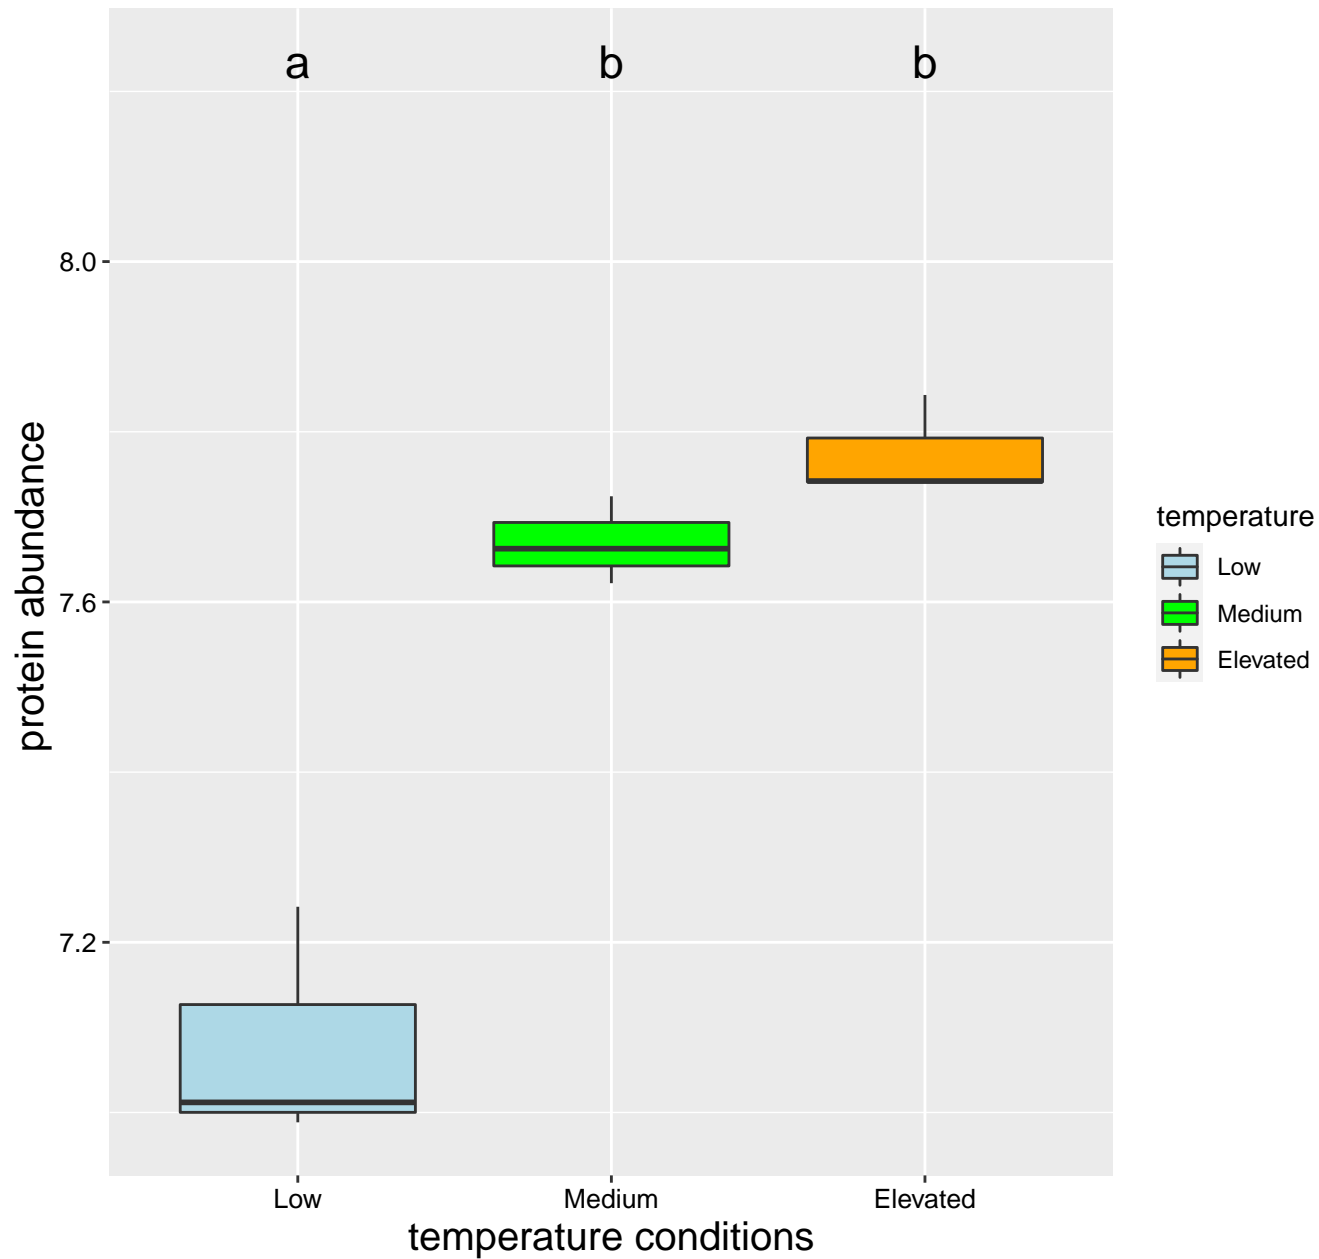 a b b
8.0
7.6
7.2
protein abundance
Low Medium Elevated
temperature conditions
temperature
Low
Medium
Elevated